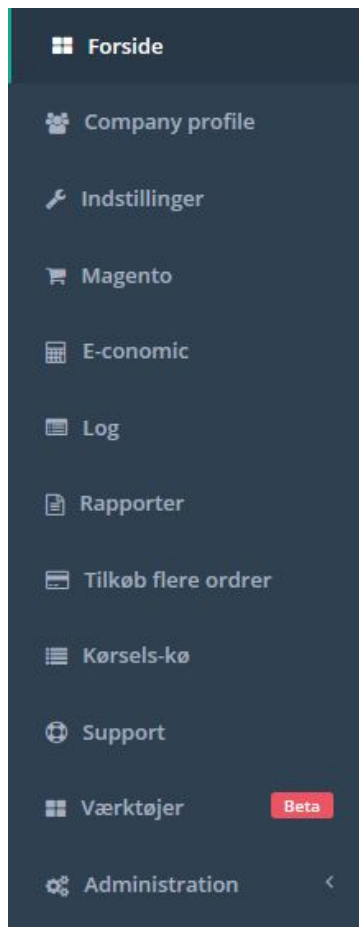 Forside
Company profile
Indstillinger
Magento
E-conomic
Log
Rapporter
Tilkøb flere ordrer
Kørsels-kø
Support
Værktøjer Beta
Administration